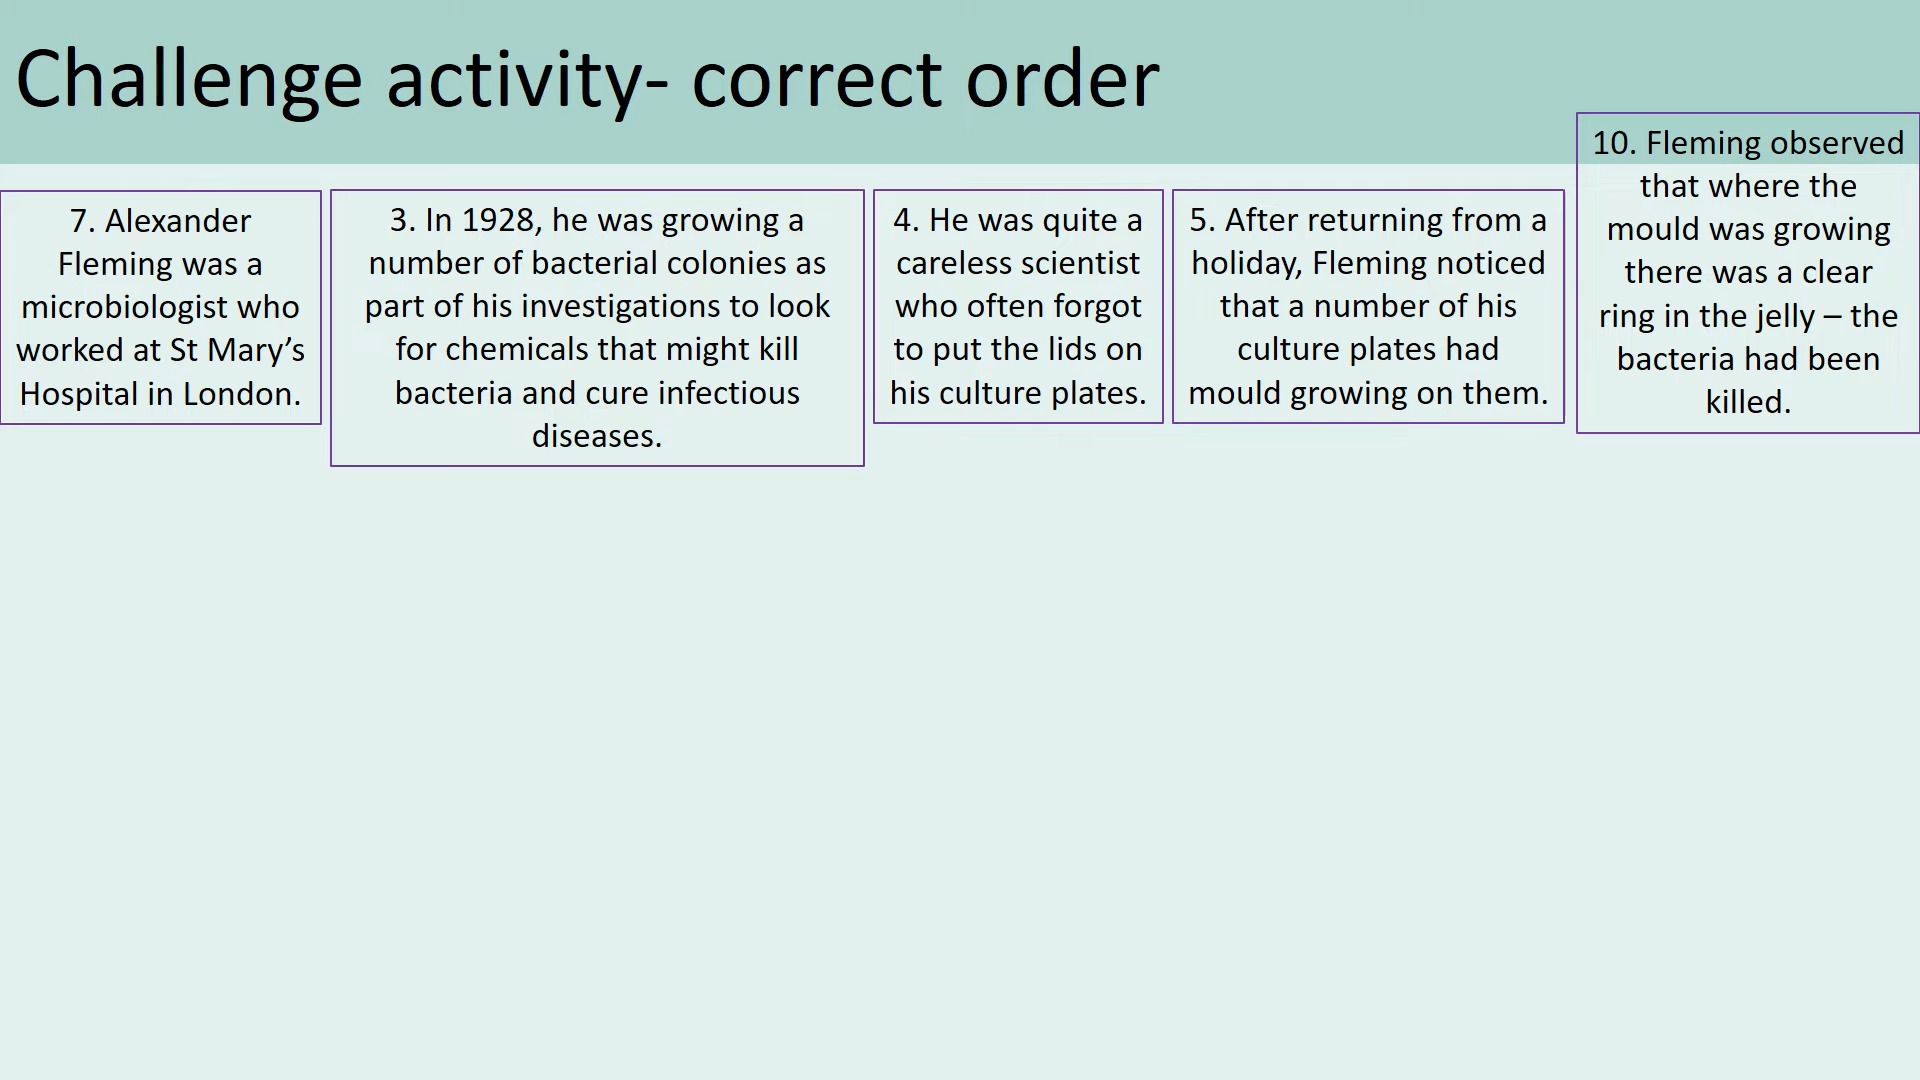 Challenge activity- correct order
7. Alexander
Fleming was a
microbiologist who
worked at St Mary’s
Hospital in London.
3. In 1928, he was growing a
number of bacterial colonies as
part of his investigations to look
for chemicals that might kill
bacteria and cure infectious
diseases.
4. He was quite a
careless scientist
who often forgot
to put the lids on
his culture plates.
5. After returning from a
holiday, Fleming noticed
that a number of his
culture plates had
mould growing on them.
10. Fleming observed
that where the
mould was growing
there was a clear
ring in the jelly – the
bacteria had been
killed.